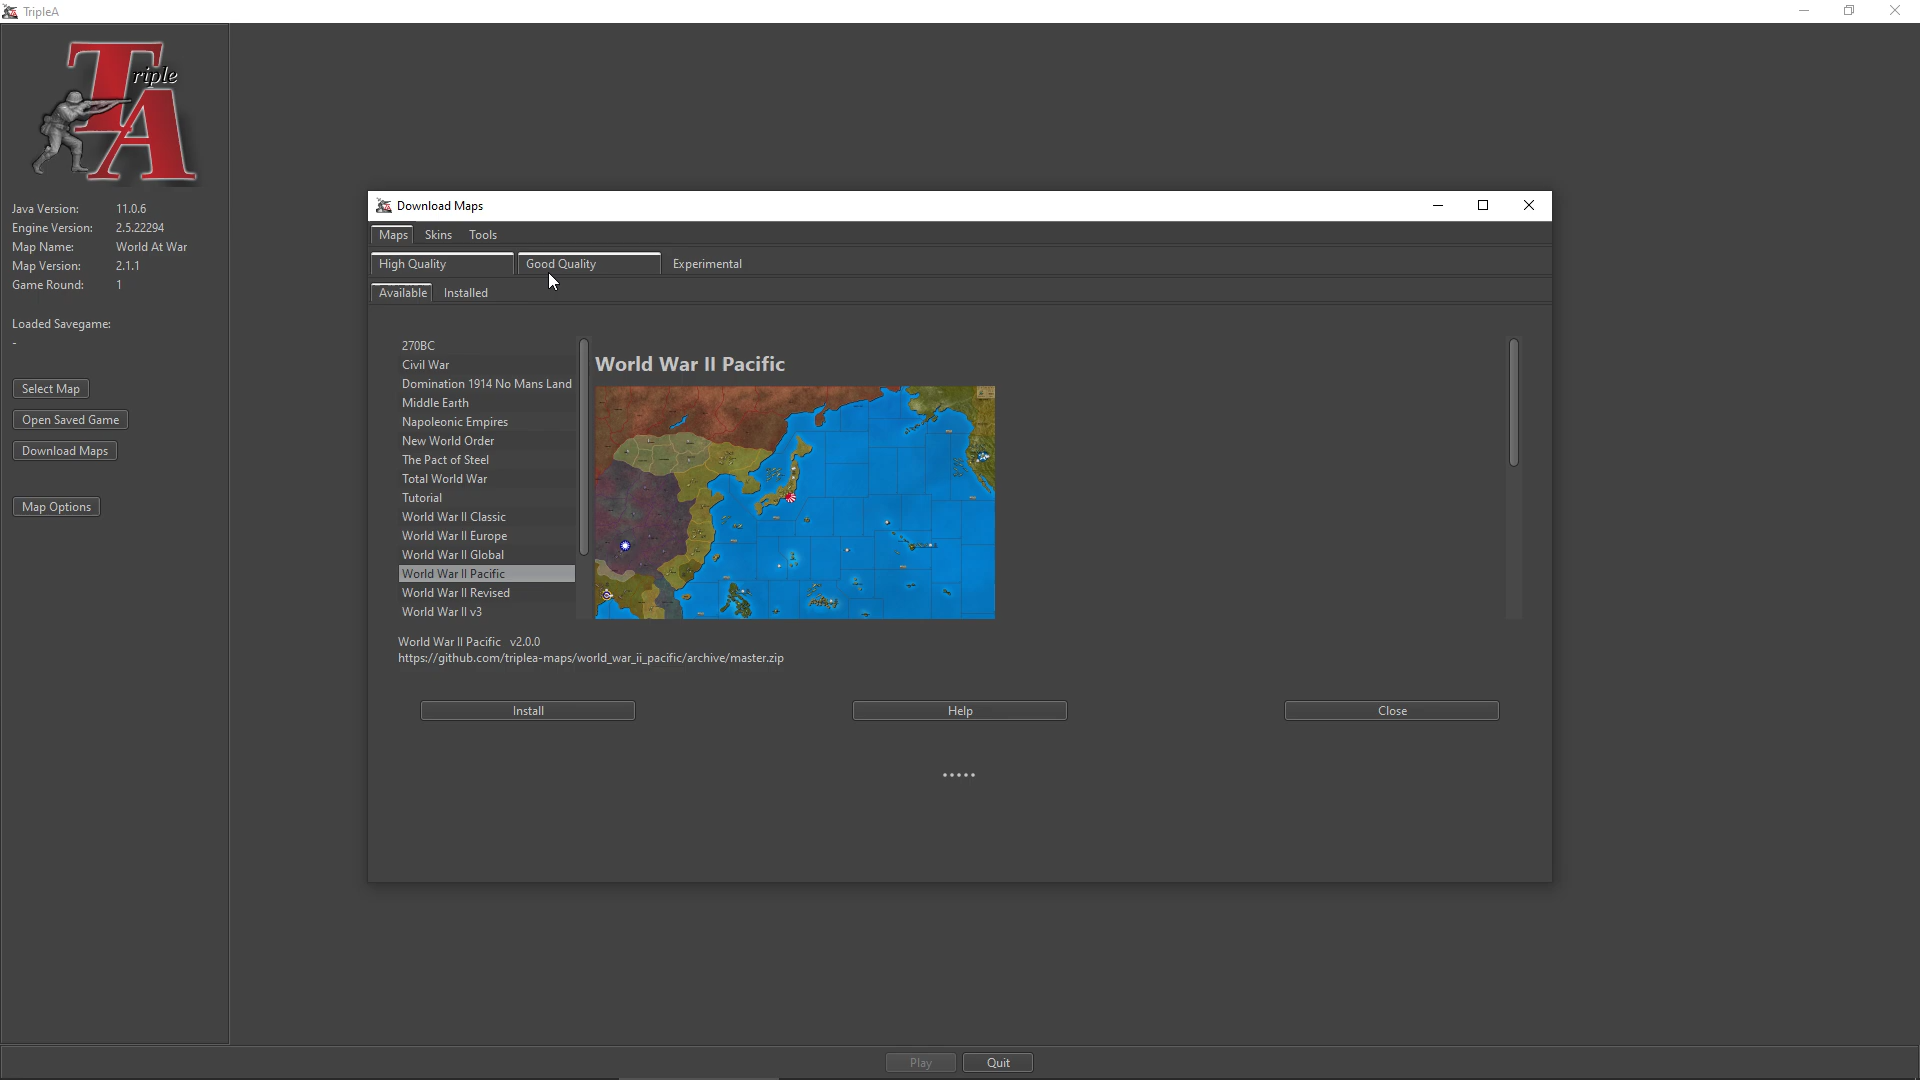 TripleA
Triple
A
Java Version: 11.0.6
Engine Version: 2.5.22294
Map Name: World At War
Map Version: 2.1.1
Game Round: 1
Loaded Savegame:
-
Select Map
Open Saved Game
Download Maps
Map Options
Download Maps
Maps Skins Tools
High Quality Good Quality Experimental
Available Installed
270BC
Civil War
Domination 1914 No Mans Land
Middle Earth
Napoleonic Empires
New World Order
The Pact of Steel
Total World War
Tutorial
World War II Classic
World War II Europe
World War II Global
World War II Pacific
World War II Revised
World War II v3
World War II Pacific
World War II Pacific v2.0.0
https://github.com/triplea-maps/world_war_ii_pacific/archive/master.zip
Install Help Close
Play Quit